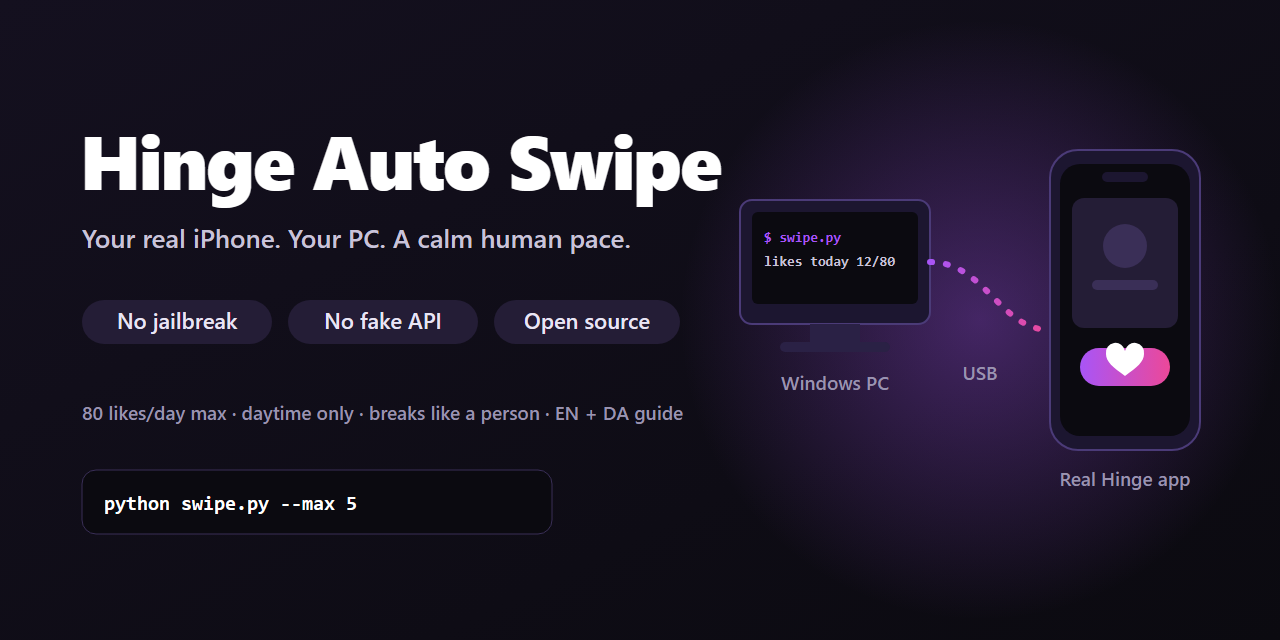 Hinge Auto Swipe
Your real iPhone. Your PC. A calm human pace.
No jailbreak
No fake API
Open source
80 likes/day max · daytime only · breaks like a person · EN + DA guide
python swipe.py --max 5
$ swipe.py
likes today 12/80
Windows PC
USB
Real Hinge app